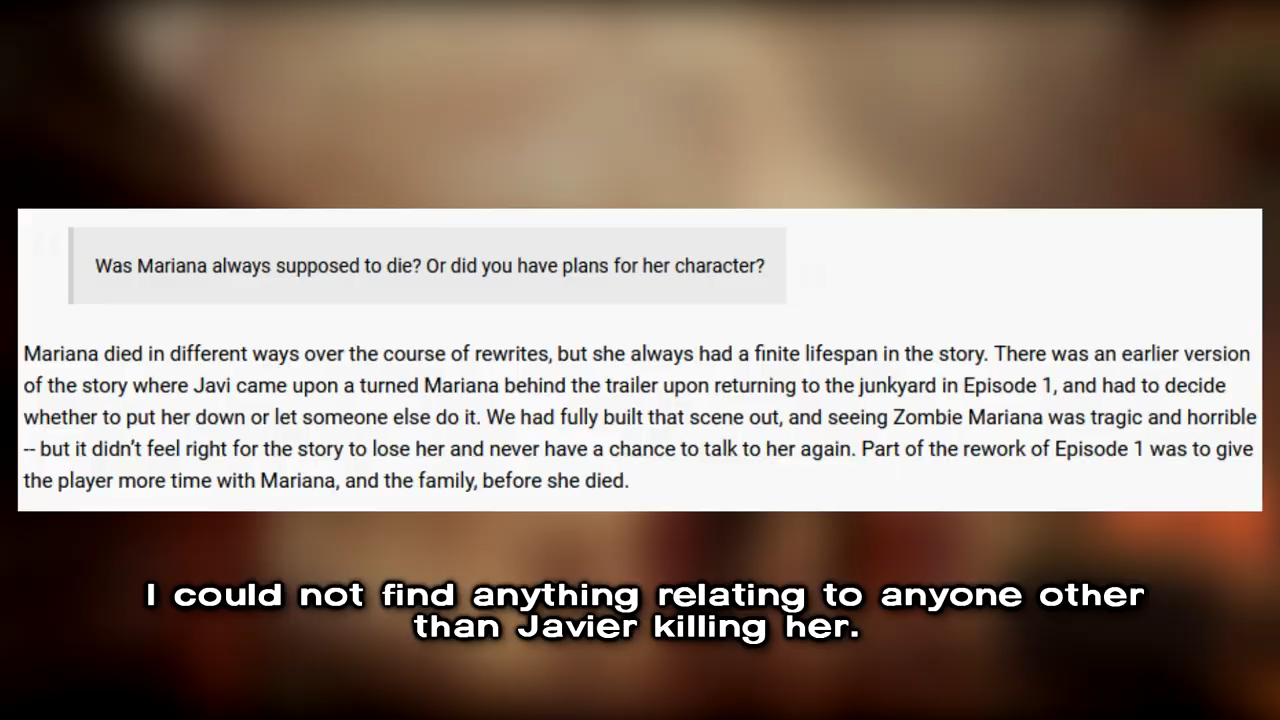 Was Mariana always supposed to die? Or did you have plans for her character?
Mariana died in different ways over the course of rewrites, but she always had a finite lifespan in the story. There was an earlier version
of the story where Javi came upon a turned Mariana behind the trailer upon returning to the junkyard in Episode 1, and had to decide
whether to put her down or let someone else do it. We had fully built that scene out, and seeing Zombie Mariana was tragic and horrible
-- but it didn't feel right for the story to lose her and never have a chance to talk to her again. Part of the rework of Episode 1 was to give
the player more time with Mariana, and the family, before she died.
I could not find anything relating to anyone other
than Javier killing her.